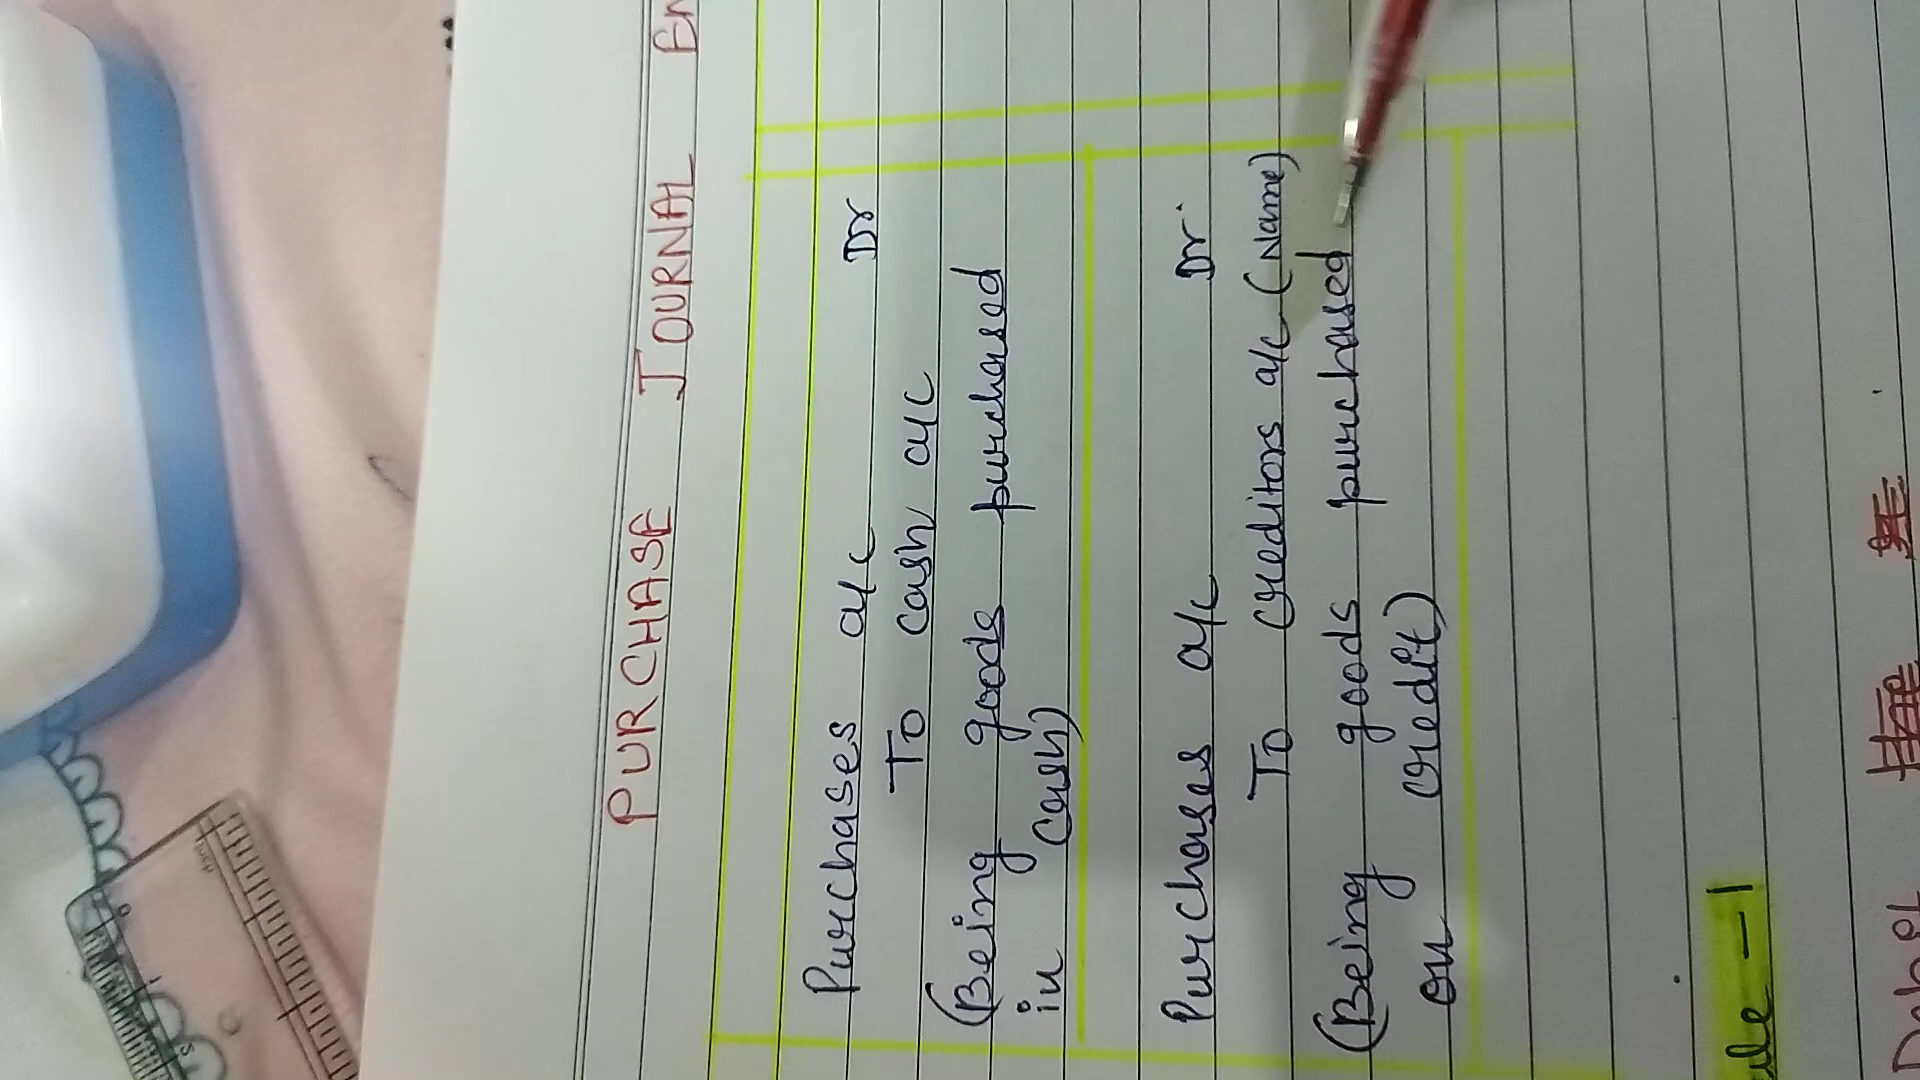 PURCHASE JOURNAL En
Purchases a/c Dr
To cash a/c
(Being goods purchased
in cash)
Purchases a/c Dr.
To creditors a/c (Name)
(Being goods purchased
on credit)
-1